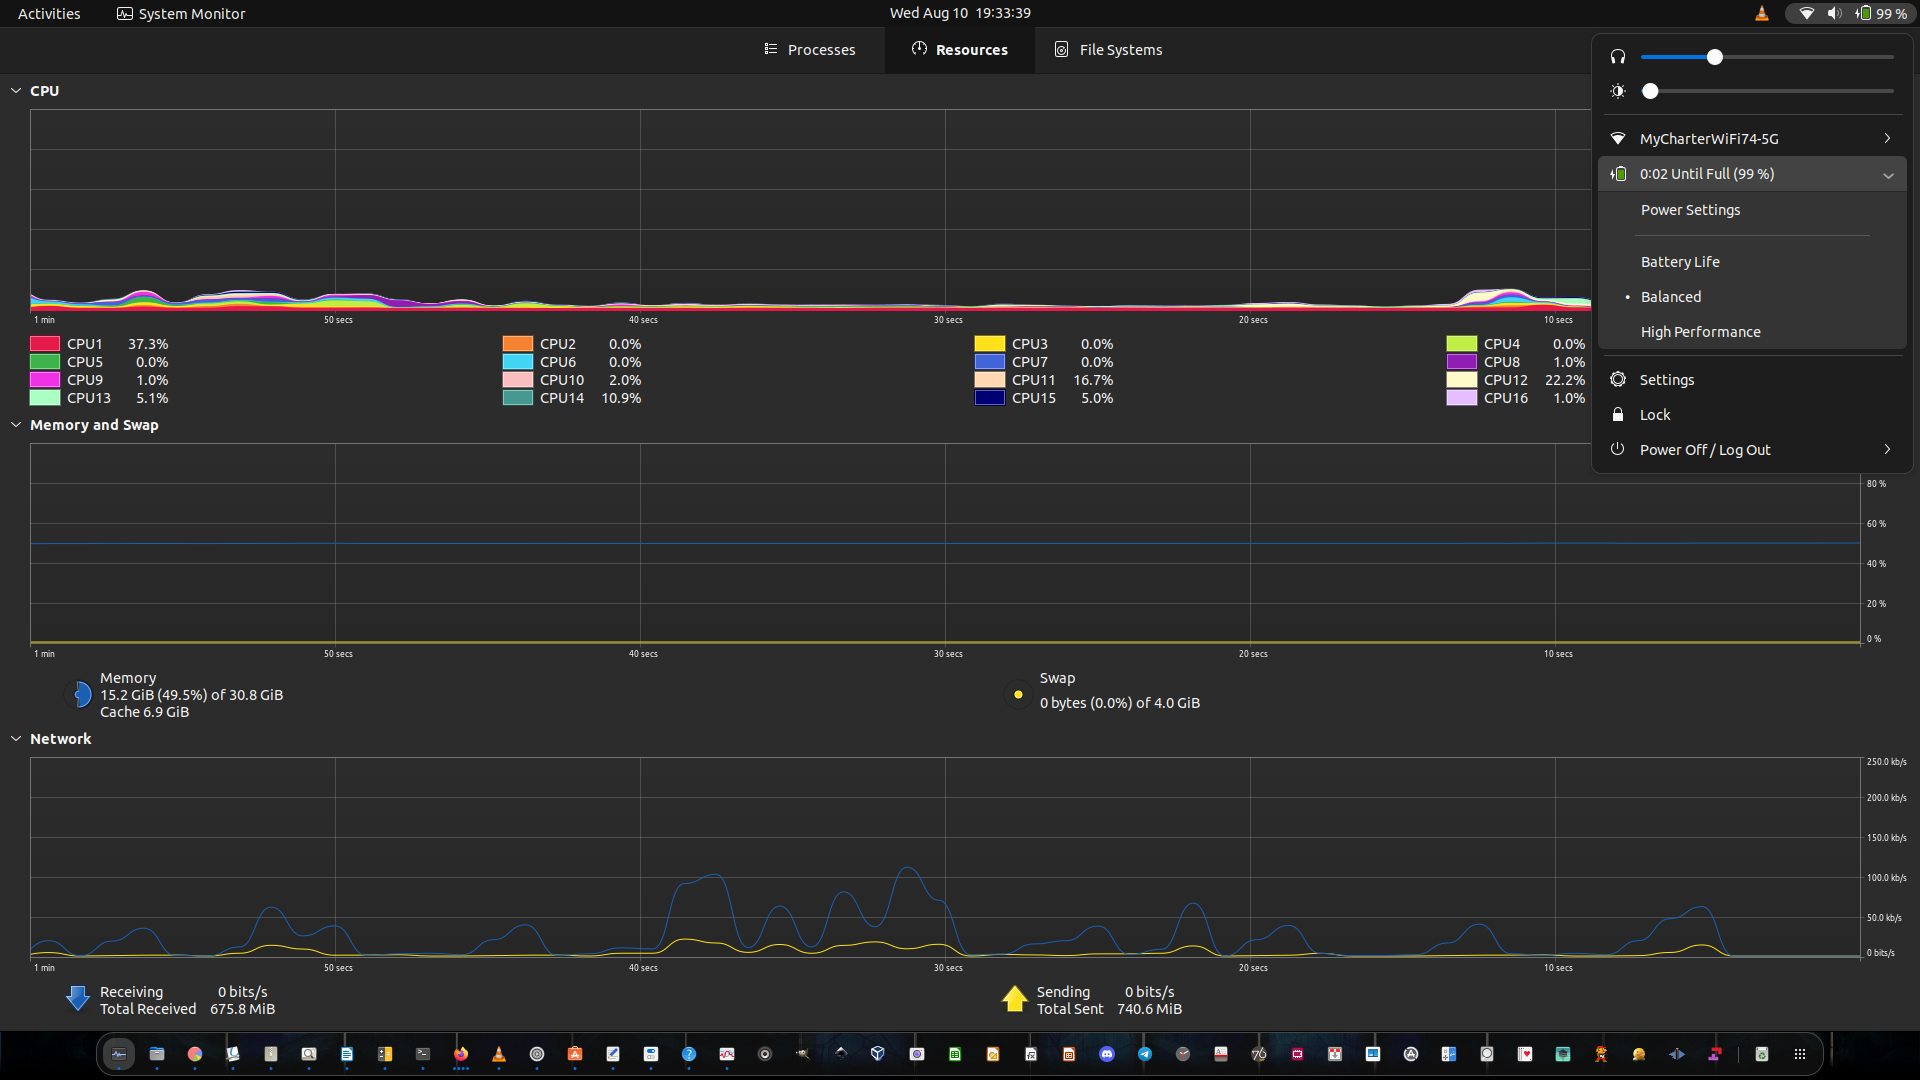 Activities
System Monitor
Wed Aug 10  19:33:39
99 %
Processes
Resources
File Systems
CPU
1 min
50 secs
40 secs
30 secs
20 secs
10 secs
CPU1 37.3%
CPU2 0.0%
CPU3 0.0%
CPU4 0.0%
CPU5 0.0%
CPU6 0.0%
CPU7 0.0%
CPU8 1.0%
CPU9 1.0%
CPU10 2.0%
CPU11 16.7%
CPU12 22.2%
CPU13 5.1%
CPU14 10.9%
CPU15 5.0%
CPU16 1.0%
MyCharterWiFi74-5G
0:02 Until Full (99 %)
Power Settings
Battery Life
• Balanced
High Performance
Settings
Lock
Power Off / Log Out
Memory and Swap
80 %
60 %
40 %
20 %
0 %
1 min
50 secs
40 secs
30 secs
20 secs
10 secs
Memory
15.2 GiB (49.5%) of 30.8 GiB
Cache 6.9 GiB
Swap
0 bytes (0.0%) of 4.0 GiB
Network
250.0 kb/s
200.0 kb/s
150.0 kb/s
100.0 kb/s
50.0 kb/s
0 bits/s
1 min
50 secs
40 secs
30 secs
20 secs
10 secs
Receiving 0 bits/s
Total Received 675.8 MiB
Sending 0 bits/s
Total Sent 740.6 MiB
76